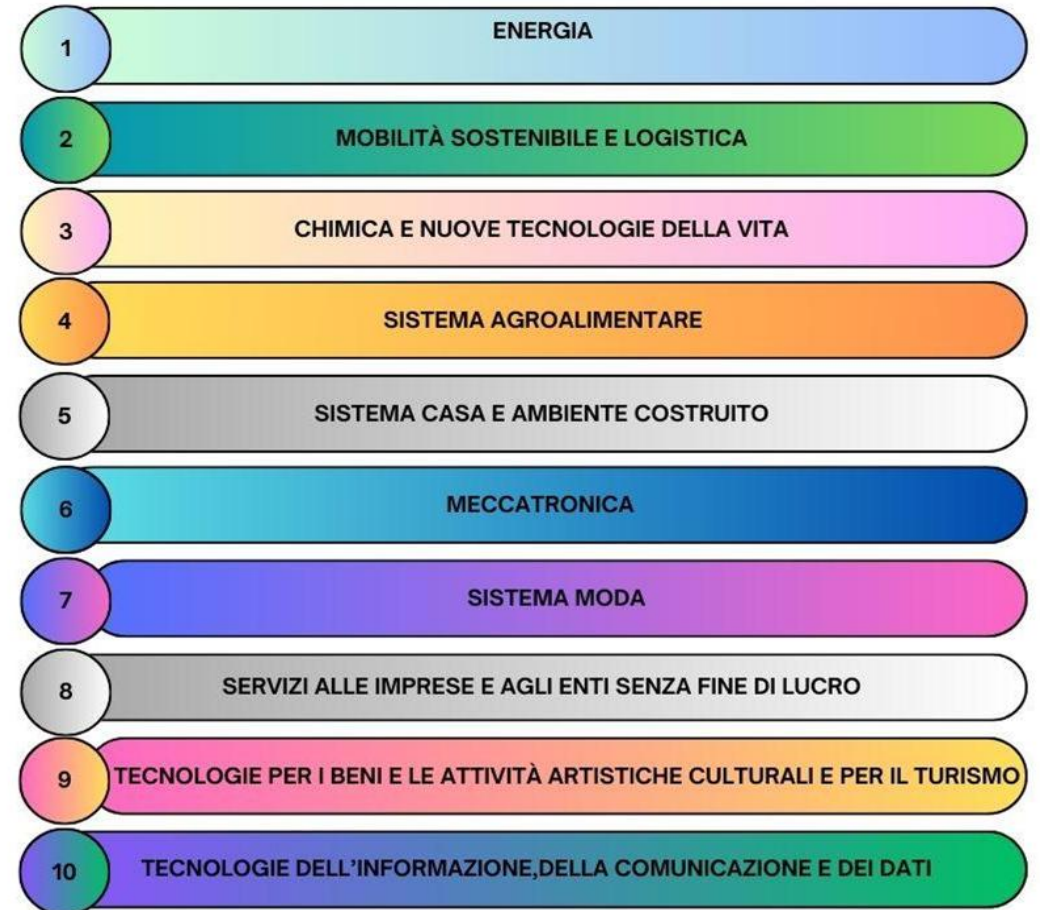 1 ENERGIA
2 MOBILITÀ SOSTENIBILE E LOGISTICA
3 CHIMICA E NUOVE TECNOLOGIE DELLA VITA
4 SISTEMA AGROALIMENTARE
5 SISTEMA CASA E AMBIENTE COSTRUITO
6 MECCATRONICA
7 SISTEMA MODA
8 SERVIZI ALLE IMPRESE E AGLI ENTI SENZA FINE DI LUCRO
9 TECNOLOGIE PER I BENI E LE ATTIVITÀ ARTISTICHE CULTURALI E PER IL TURISMO
10 TECNOLOGIE DELL’INFORMAZIONE,DELLA COMUNICAZIONE E DEI DATI